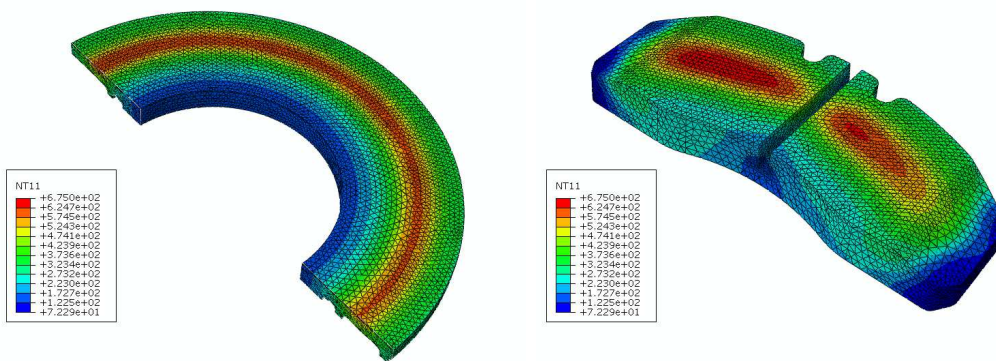 NT11
+6.750e+02
+6.247e+02
+5.745e+02
+5.243e+02
+4.741e+02
+4.239e+02
+3.736e+02
+3.234e+02
+2.732e+02
+2.230e+02
+1.727e+02
+1.225e+02
+7.229e+01
NT11
+6.750e+02
+6.247e+02
+5.745e+02
+5.243e+02
+4.741e+02
+4.239e+02
+3.736e+02
+3.234e+02
+2.732e+02
+2.230e+02
+1.727e+02
+1.225e+02
+7.229e+01